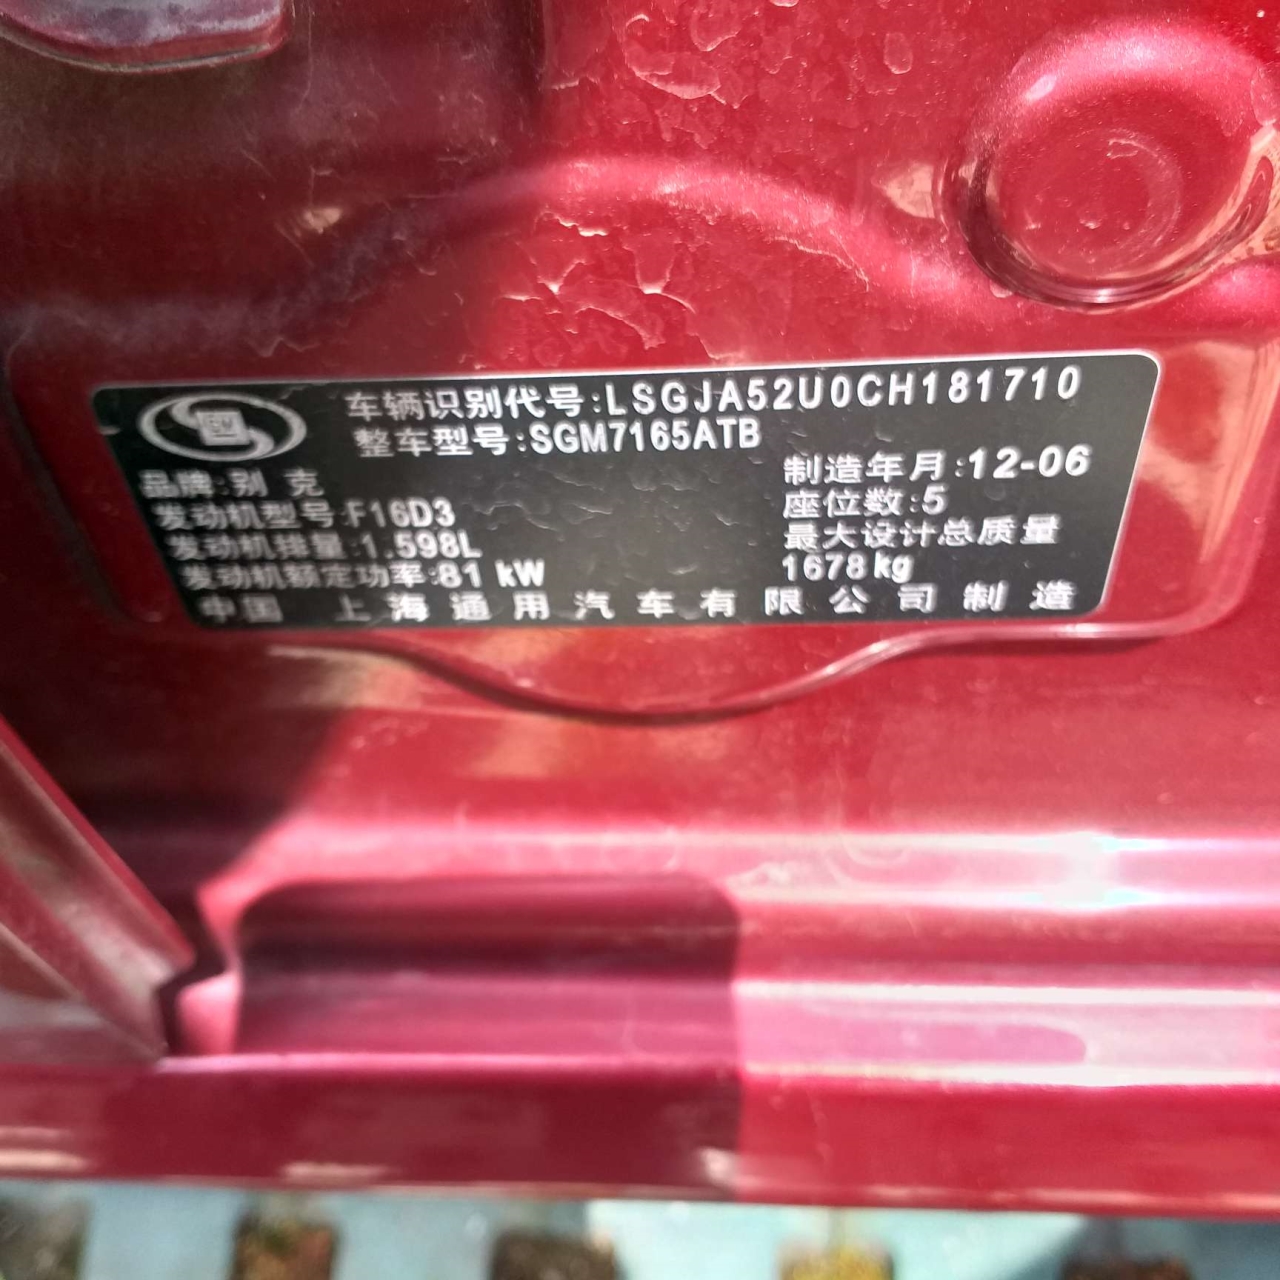 GM
车辆识别代号:LSGJA52U0CH181710
整车型号:SGM7165ATB
品牌:别 克
制造年月:12-06
发动机型号:F16D3
座位数:5
发动机排量:1.598L
最大设计总质量
1678kg
发动机额定功率:81 kW
中国 上海通用汽车有限公司制造